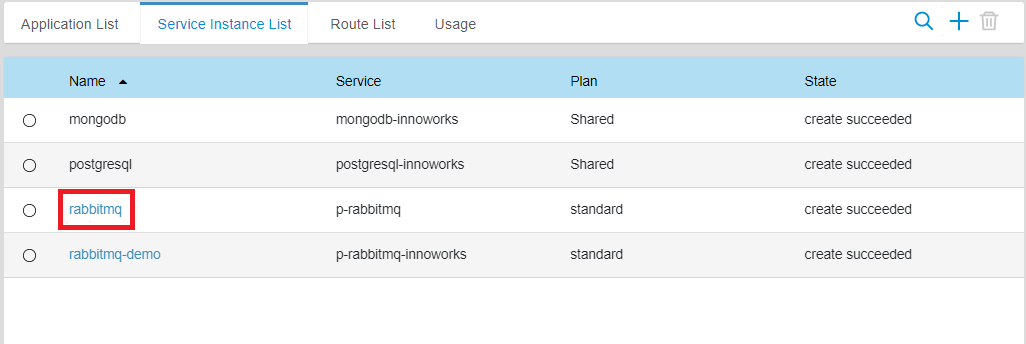 Application List Service Instance List Route List Usage
Name Service Plan State
mongodb mongodb-innoworks Shared create succeeded
postgresql postgresql-innoworks Shared create succeeded
rabbitmq p-rabbitmq standard create succeeded
rabbitmq-demo p-rabbitmq-innoworks standard create succeeded